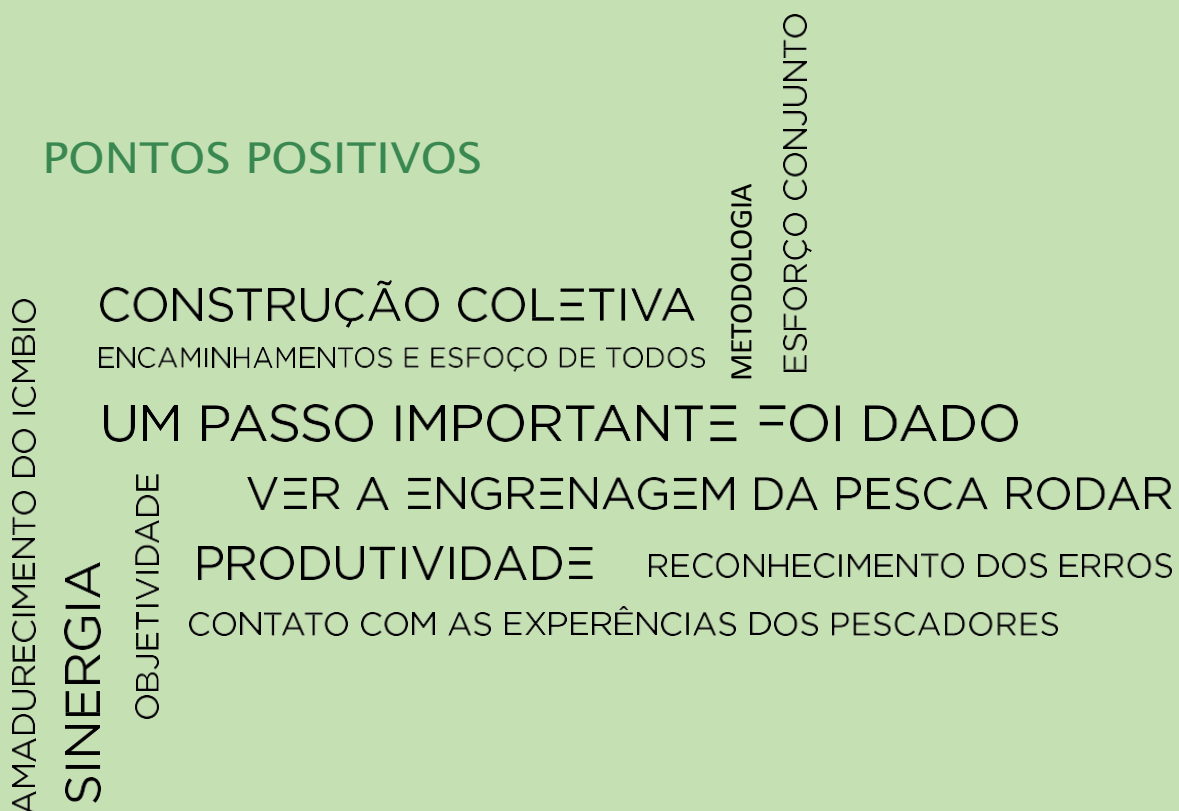 PONTOS POSITIVOS
ESFORÇO CONJUNTO
METODOLOGIA
CONSTRUÇÃO COLETIVA
ENCAMINHAMENTOS E ESFOÇO DE TODOS
UM PASSO IMPORTANTE FOI DADO
VER A ENGRENAGEM DA PESCA RODAR
PRODUTIVIDADE
RECONHECIMENTO DOS ERROS
CONTATO COM AS EXPERÊNCIAS DOS PESCADORES
AMADURECIMENTO DO ICMBIO
SINERGIA
OBJETIVIDADE